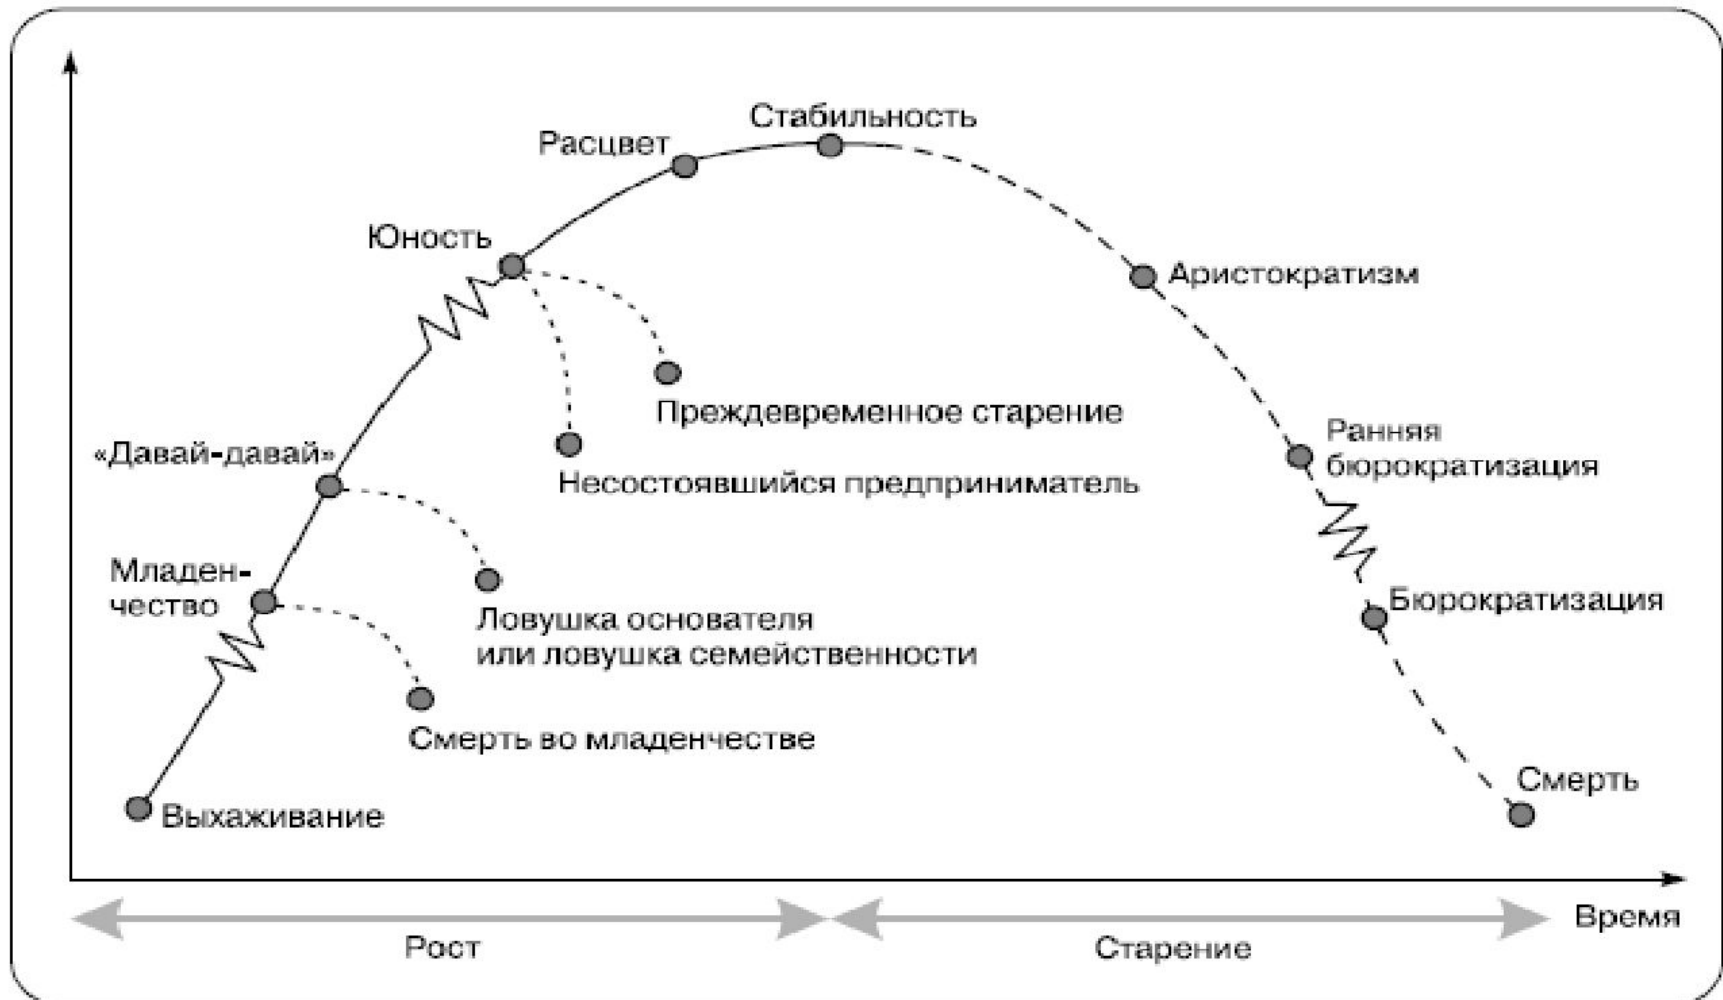 Стабильность
Расцвет
Юность
Аристократизм
Преждевременное старение
Ранняя
бюрократизация
«Давай-давай»
Несостоявшийся предприниматель
Младен-
чество
Бюрократизация
Ловушка основателя
или ловушка семейственности
Смерть во младенчестве
Смерть
Выхаживание
Время
Рост
Старение